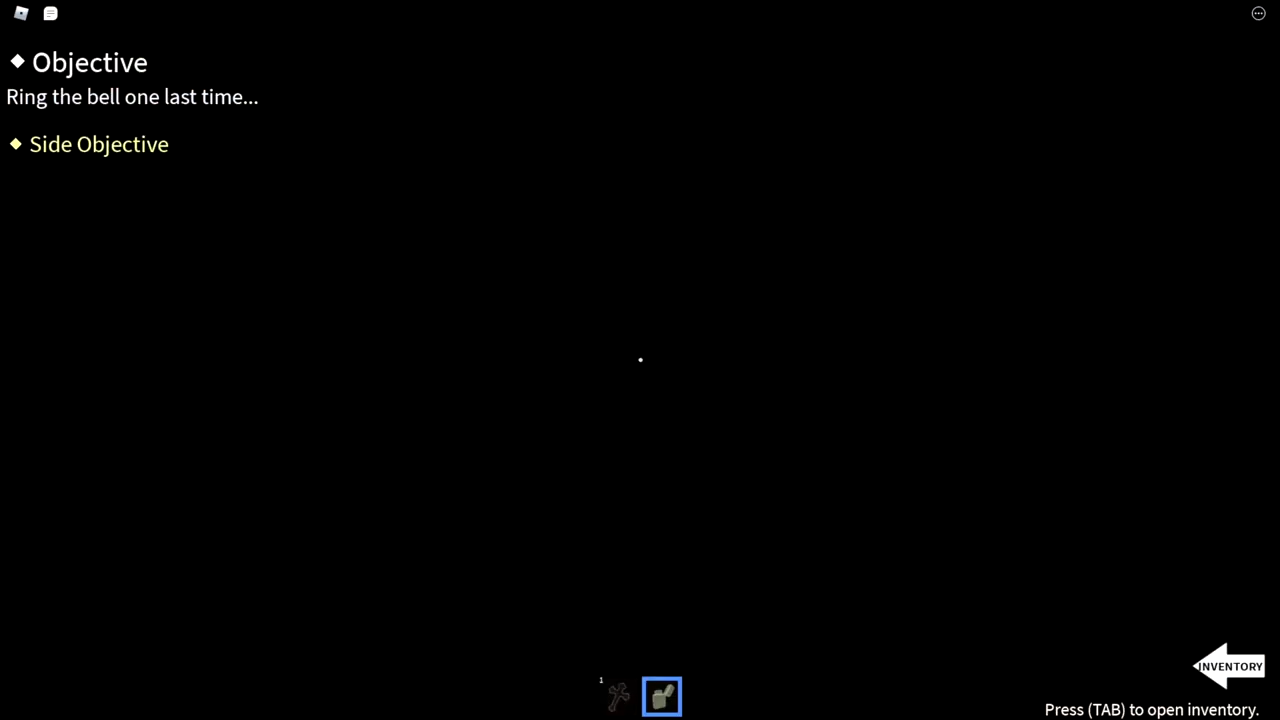 Objective
Ring the bell one last time...
Side Objective
INVENTORY
1
Press (TAB) to open inventory.